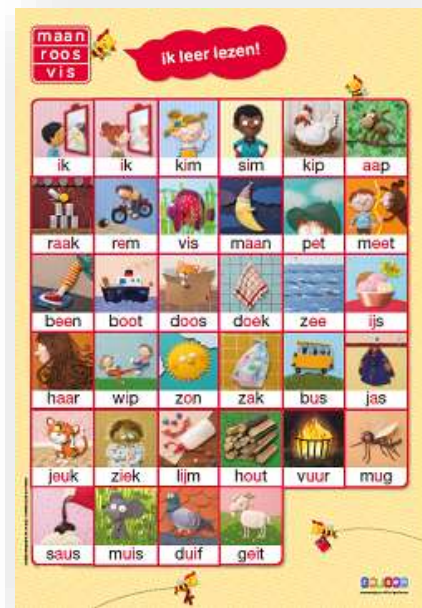 maan
roos
vis
ik leer lezen!
ik ik kim sim kip aap
raak rem vis maan pet meet
been boot doos doek zee ijs
haar wip zon zak bus jas
jeuk ziek lijm hout vuur mug
saus muis duif geit